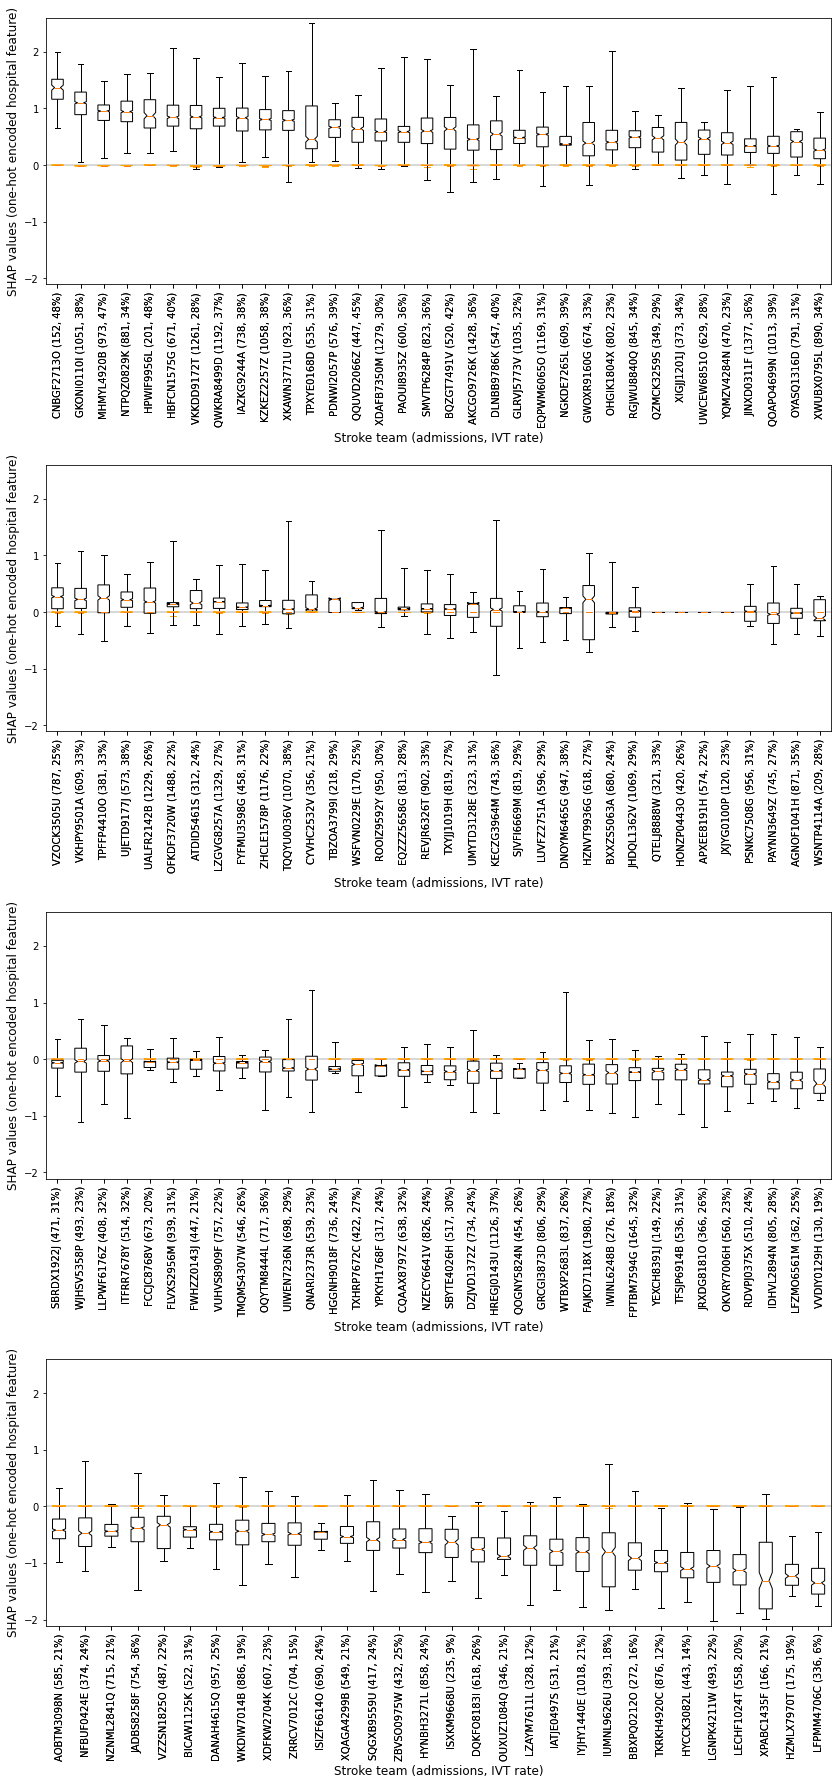 SHAP values (one-hot encoded hospital feature)
2
1
0
−1
−2
CNBGF2713O (152, 48%)
GKONI0110I (1051, 38%)
MHMYL4920B (973, 47%)
NTPQZ0829K (881, 34%)
HPWIF9956L (201, 48%)
HBFCN1575G (671, 40%)
VKKDD9172T (1261, 28%)
QWKRA8499D (1192, 37%)
IAZKG9244A (738, 38%)
KZKEZ2257Z (1058, 38%)
XKAWN3771U (923, 36%)
TPXYE0168D (535, 31%)
PDNWI2057P (576, 39%)
QQUVD2066Z (447, 45%)
XDAFB7350M (1279, 30%)
PAOUI8935Z (600, 36%)
SMVTP6284P (823, 36%)
BQZGT7491V (520, 42%)
AKCGO9726K (1428, 36%)
DLNBB9786K (547, 40%)
GLRVJ5773V (1035, 32%)
EQPWM6065O (1169, 31%)
NGKDE7265L (609, 39%)
GWOXR9160G (674, 33%)
OHGIK1804X (802, 23%)
RGJWU8840Q (845, 34%)
QZMCK3259S (349, 29%)
XIGJJ1201J (373, 34%)
UWCEW6851O (629, 28%)
YQMZV4284N (470, 23%)
JINXD0311F (1377, 36%)
QOAPO4699N (1013, 39%)
OYASQ1316D (791, 31%)
XWUBX0795L (890, 34%)
Stroke team (admissions, IVT rate)
SHAP values (one-hot encoded hospital feature)
2
1
0
−1
−2
VZOCK3505U (787, 25%)
VKHPY9501A (609, 33%)
TPFFP4410O (381, 33%)
UJETD9177J (573, 38%)
UALFR2142B (1229, 26%)
OFKDF3720W (1488, 22%)
ATDID5461S (312, 24%)
LZGVG8257A (1329, 27%)
FYFMU3598G (458, 31%)
ZHCLE1578P (1176, 22%)
TQQYU0036V (1070, 38%)
CYVHC2532V (356, 21%)
TBZOA3799I (218, 29%)
WSFVN0229E (170, 25%)
ROOIZ9592Y (950, 30%)
EQZZZ5658G (813, 28%)
REVJR6326T (902, 33%)
TXYJJ1019H (819, 27%)
UMYTD3128E (323, 31%)
KECZG3964M (743, 36%)
SJVFI6669M (819, 29%)
LUVFZ2751A (596, 29%)
DNOYM6465G (947, 38%)
HZNVT9936G (618, 27%)
BXXZS5063A (680, 24%)
JHDQL1362V (1069, 29%)
QTELJ8888W (321, 33%)
HONZP0443O (420, 26%)
APXEE8191H (574, 22%)
JXJYG0100P (120, 23%)
PSNKC7508G (956, 31%)
PAYNN3649Z (745, 27%)
AGNOF1041H (871, 35%)
WSNTP4114A (209, 28%)
Stroke team (admissions, IVT rate)
SHAP values (one-hot encoded hospital feature)
2
1
0
−1
−2
SBRDX1922J (471, 31%)
WJHSV5358P (493, 23%)
LLPWF6176Z (408, 32%)
ITFRR7678Y (514, 32%)
FCCJC8768V (673, 20%)
FLVXS2956M (939, 31%)
FWHZZ0143J (447, 21%)
VUHVS8909F (757, 22%)
TMQMS4307W (546, 26%)
OQYTM8444L (717, 36%)
UIWEN7236N (698, 29%)
QNARI2373R (539, 23%)
HGGNH9018F (736, 24%)
TXHRP7672C (422, 27%)
YPKYH1768F (317, 24%)
CQAAX8797Z (638, 32%)
NZECY6641V (826, 24%)
SBYTE4026H (517, 30%)
DZJVD1372Z (734, 24%)
HREGJ0143U (1126, 37%)
QOGNY5824N (454, 26%)
GRCGI3873D (806, 29%)
WTBXP2683L (837, 26%)
FAJKD7118X (1980, 27%)
IWINL6248B (276, 18%)
FPTBM7594G (1645, 32%)
YEXCH8391J (149, 22%)
TFSJP6914B (536, 31%)
JRXDG8181O (366, 26%)
OKVRY7006H (560, 23%)
RDVPJ0375X (510, 24%)
IDHVL2894N (805, 28%)
LFZMO6561M (362, 25%)
VVDIY0129H (130, 19%)
Stroke team (admissions, IVT rate)
SHAP values (one-hot encoded hospital feature)
2
1
0
−1
−2
AOBTM3098N (585, 21%)
NFBUF0424E (374, 24%)
NZNML2841Q (715, 21%)
JADBS8258F (754, 36%)
VZZSN1825O (487, 22%)
BICAW1125K (522, 31%)
DANAH4615Q (957, 25%)
WKDIW7014B (886, 19%)
XDFKW2704K (607, 23%)
ZRRCV7012C (704, 15%)
ISIZF6614O (690, 24%)
XQAGA4299B (549, 21%)
SQGXB9559U (417, 24%)
ZBVSO0975W (432, 25%)
HYNBH3271L (858, 24%)
ISXKM9668U (235, 9%)
DQKFO8183I (618, 26%)
OUXUZ1084Q (346, 21%)
LZAYM7611L (328, 12%)
IATJE0497S (531, 21%)
IYJHY1440E (1018, 21%)
IUMNL9626U (393, 18%)
BBXPQ0212O (272, 16%)
TKRKH4920C (876, 12%)
HYCCK3082L (443, 14%)
LGNPK4211W (493, 22%)
LECHF1024T (558, 20%)
XPABC1435F (166, 21%)
HZMLX7970T (175, 19%)
LFPMM4706C (336, 6%)
Stroke team (admissions, IVT rate)